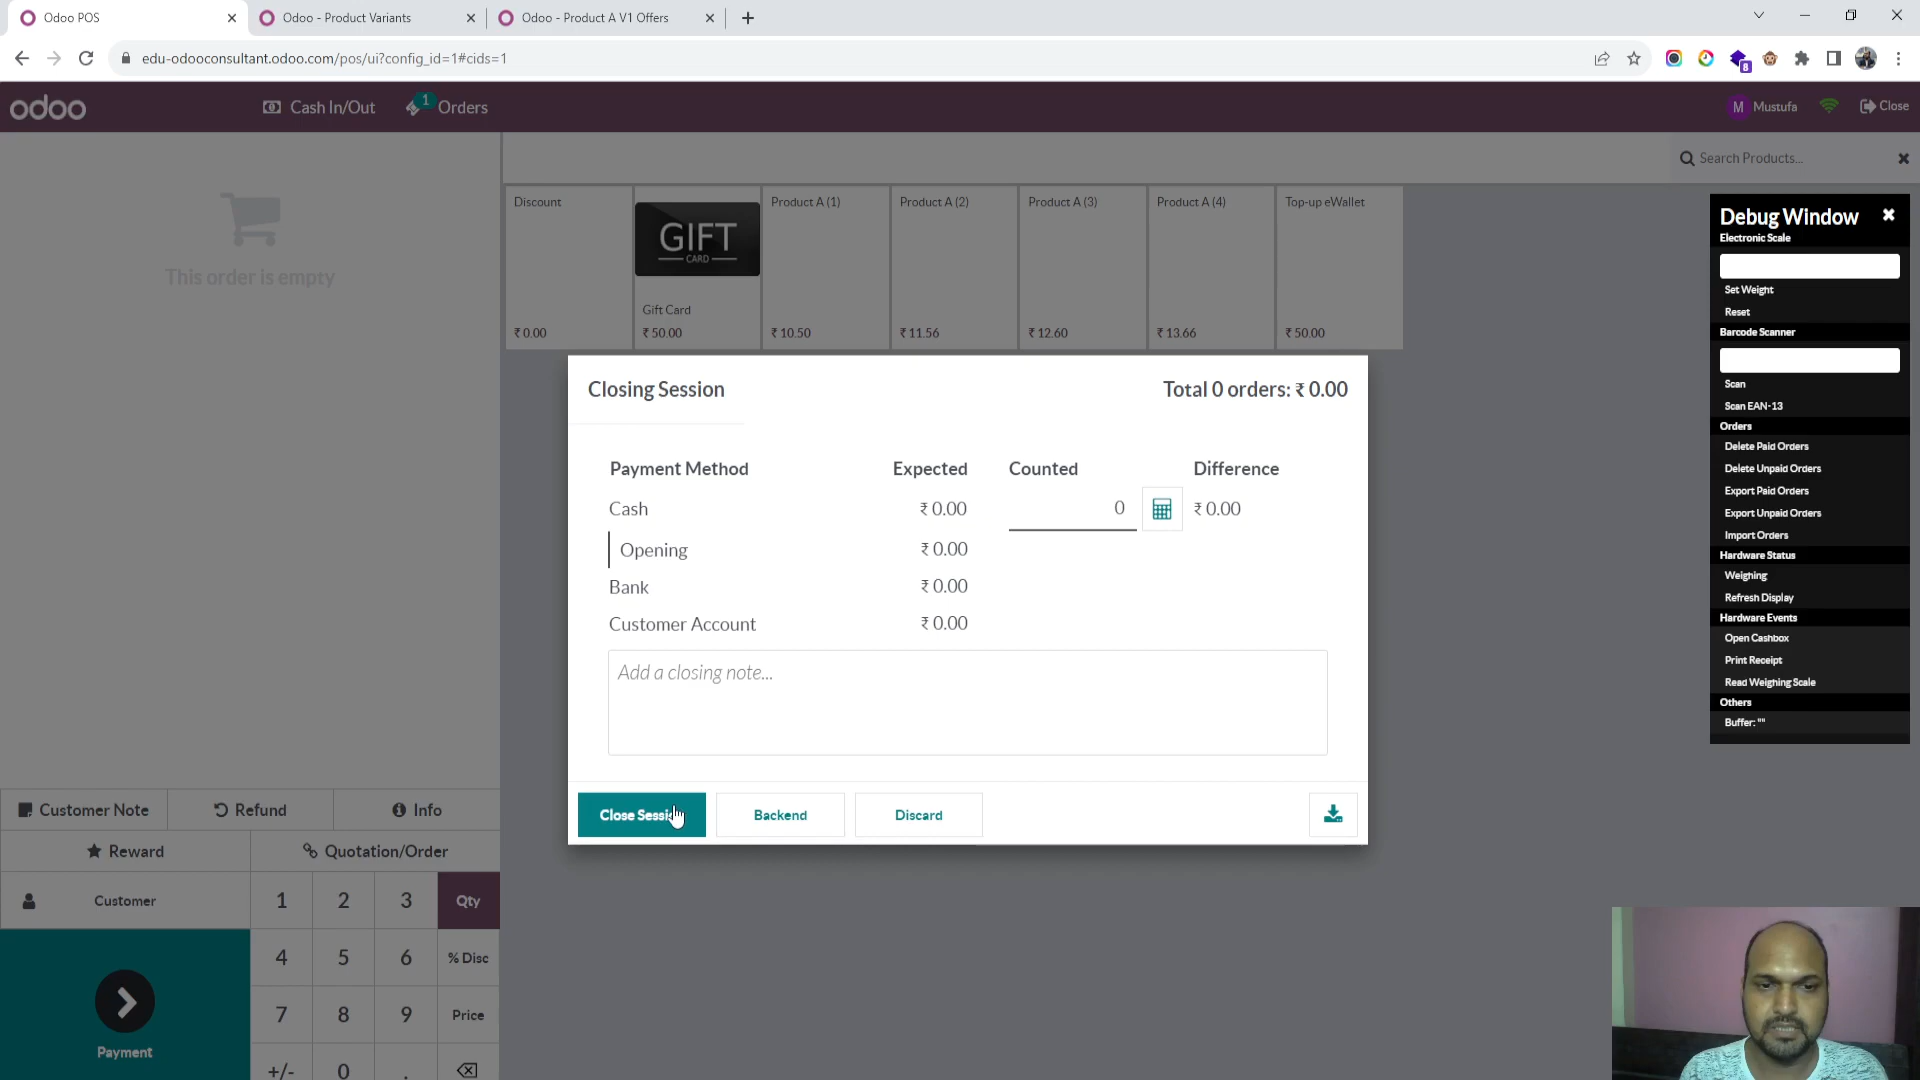 Odoo POS
Odoo - Product Variants
Odoo - Product A V1 Offers
edu-odooconsultant.odoo.com/pos/ui?config_id=1#cids=1
8
odoo
Cash In/Out
1
Orders
M
Mustufa
Close
This order is empty
Search Products...
Discount
₹ 0.00
GIFT
CARD
Gift Card
₹ 50.00
Product A (1)
₹ 10.50
Product A (2)
₹ 11.56
Product A (3)
₹ 12.60
Product A (4)
₹ 13.66
Top-up eWallet
₹ 50.00
Debug Window
Electronic Scale
Set Weight
Reset
Barcode Scanner
Scan
Scan EAN-13
Orders
Delete Paid Orders
Delete Unpaid Orders
Export Paid Orders
Export Unpaid Orders
Import Orders
Hardware Status
Weighing
Refresh Display
Hardware Events
Open Cashbox
Print Receipt
Read Weighing Scale
Others
Buffer: ""
Closing Session
Total 0 orders: ₹ 0.00
Payment Method Expected Counted Difference
Cash ₹ 0.00 0 ₹ 0.00
Opening ₹ 0.00
Bank ₹ 0.00
Customer Account ₹ 0.00
Add a closing note...
Close
Backend
Discard
Customer Note
Refund
Info
Reward
Quotation/Order
Customer
1 2 3 Qty
4 5 6 % Disc
7 8 9 Price
+/- 0 .
Payment